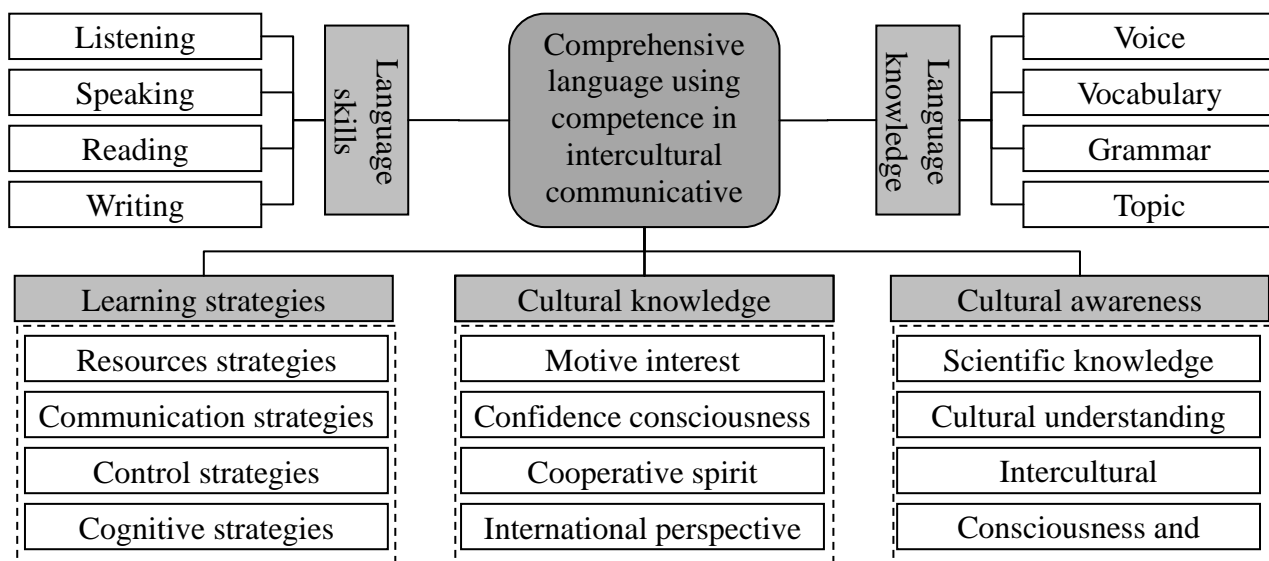 Listening
Speaking
Reading
Writing
Language
skills
Comprehensive
language using
competence in
intercultural
communicative
Language
knowledge
Voice
Vocabulary
Grammar
Topic
Learning strategies
Resources strategies
Communication strategies
Control strategies
Cognitive strategies
Cultural knowledge
Motive interest
Confidence consciousness
Cooperative spirit
International perspective
Cultural awareness
Scientific knowledge
Cultural understanding
Intercultural
Consciousness and